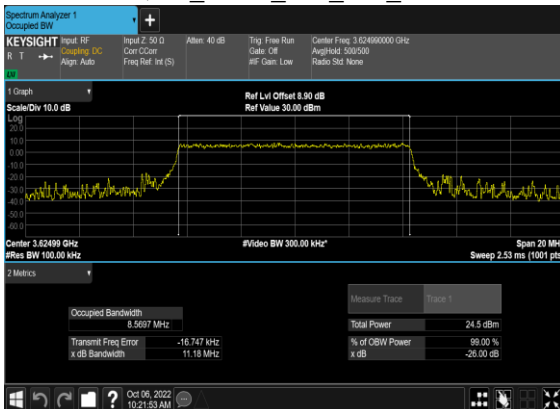 Spectrum Analyzer 1
Occupied BW
KEYSIGHT
R T
Input: RF
Coupling: DC
Align: Auto
Input Z: 50 Ω
Corr CCorr
Freq Ref: Int (S)
Atten: 40 dB
Trig: Free Run
Gate: Off
#IF Gain: Low
Center Freq: 3.624990000 GHz
Avg|Hold: 500/500
Radio Std: None
1 Graph
Scale/Div 10.0 dB
Ref Lvl Offset 8.90 dB
Ref Value 30.00 dBm
Log
20.0
10.0
0.00
-10.0
-20.0
-30.0
-40.0
-50.0
-60.0
Center 3.62499 GHz
#Res BW 100.00 kHz
#Video BW 300.00 kHz*
Span 20 MH
Sweep 2.53 ms (1001 pts
2 Metrics
Measure Trace
Trace 1
Occupied Bandwidth
8.5697 MHz
Total Power
24.5 dBm
Transmit Freq Error
-16.747 kHz
% of OBW Power
99.00 %
x dB Bandwidth
11.18 MHz
x dB
-26.00 dB
?
Oct 06, 2022
10:21:53 AM